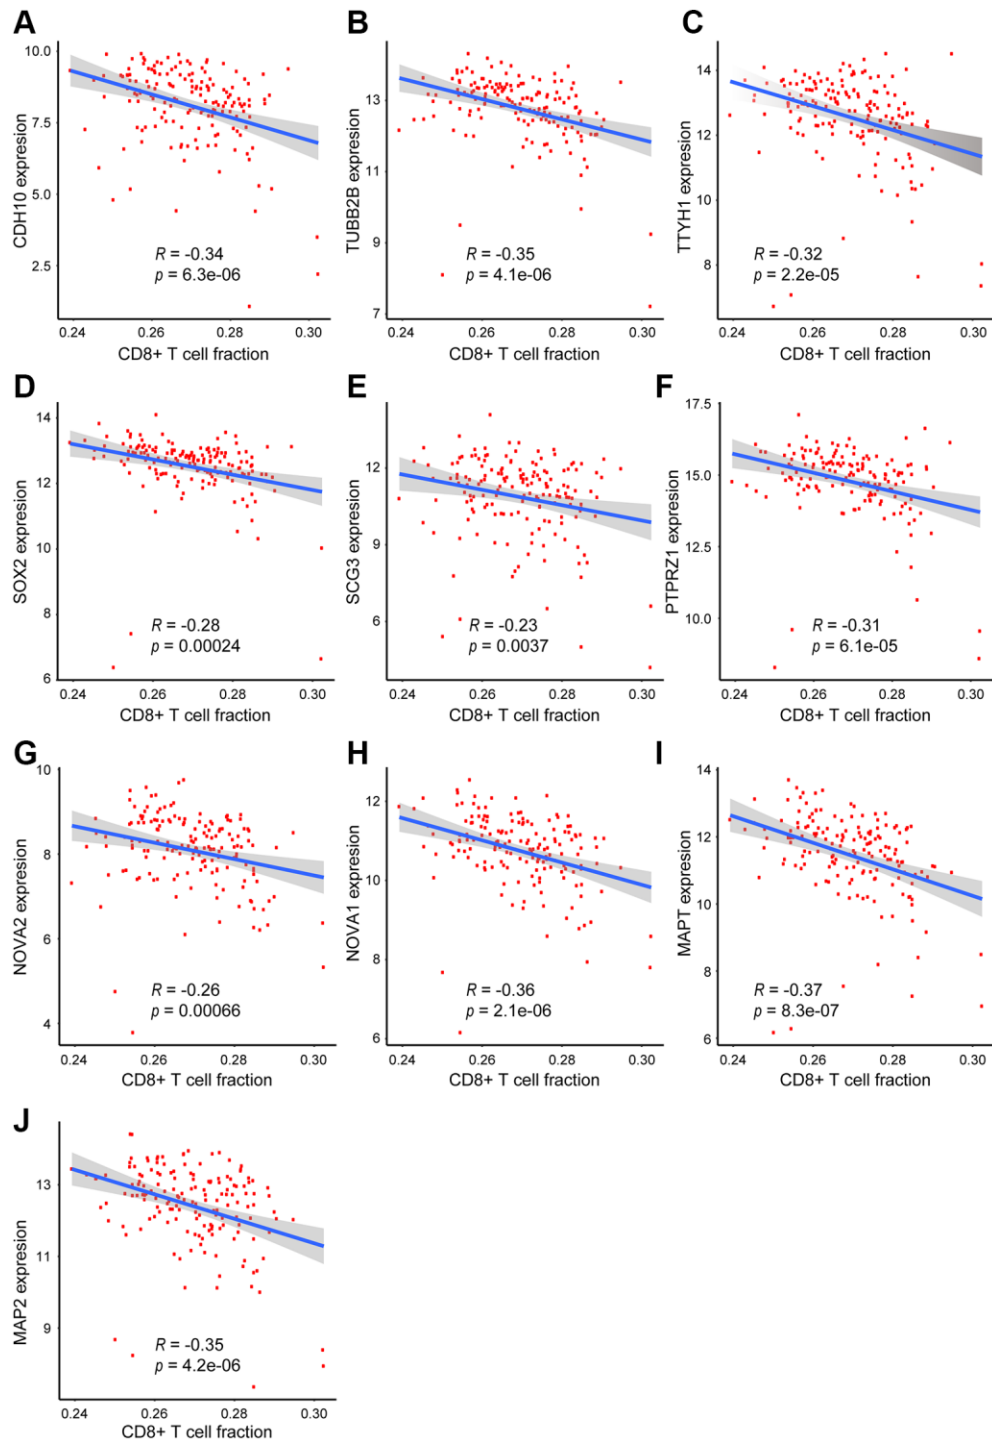 A
CDH10 expresion
10.0
7.5
5.0
2.5
R = -0.34
p = 6.3e-06
0.24 0.26 0.28 0.30
CD8+ T cell fraction
B
TUBB2B expresion
13
11
9
7
R = -0.35
p = 4.1e-06
0.24 0.26 0.28 0.30
CD8+ T cell fraction
C
TTYH1 expresion
14
12
10
8
R = -0.32
p = 2.2e-05
0.24 0.26 0.28 0.30
CD8+ T cell fraction
D
SOX2 expresion
14
12
10
8
6
R = -0.28
p = 0.00024
0.24 0.26 0.28 0.30
CD8+ T cell fraction
E
SCG3 expresion
12
9
6
R = -0.23
p = 0.0037
0.24 0.26 0.28 0.30
CD8+ T cell fraction
F
PTPRZ1 expresion
17.5
15.0
12.5
10.0
R = -0.31
p = 6.1e-05
0.24 0.26 0.28 0.30
CD8+ T cell fraction
G
NOVA2 expresion
10
8
6
4
R = -0.26
p = 0.00066
0.24 0.26 0.28 0.30
CD8+ T cell fraction
H
NOVA1 expresion
12
10
8
6
R = -0.36
p = 2.1e-06
0.24 0.26 0.28 0.30
CD8+ T cell fraction
I
MAPT expresion
14
12
10
8
6
R = -0.37
p = 8.3e-07
0.24 0.26 0.28 0.30
CD8+ T cell fraction
J
MAP2 expresion
13
11
9
R = -0.35
p = 4.2e-06
0.24 0.26 0.28 0.30
CD8+ T cell fraction